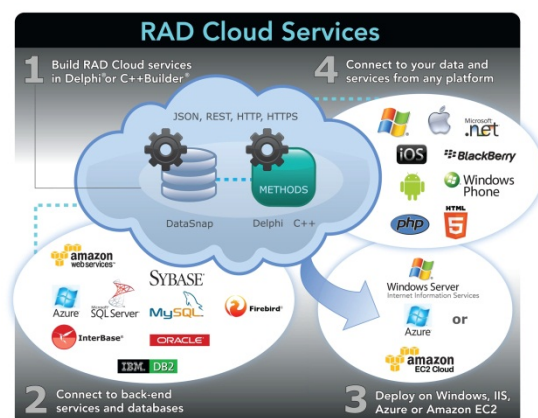 RAD Cloud Services
1 Build RAD Cloud services
in Delphi® or C++Builder®
4 Connect to your data and
services from any platform
JSON, REST, HTTP, HTTPS
METHODS
DataSnap
Delphi C++
Microsoft
.net
iOS
BlackBerry
Windows
Phone
php
HTML
5
amazon
webservices™
SYBASE®
Azure
Microsoft
SQL Server
MySQL
Firebird®
InterBase®
ORACLE
IBM. DB2
Windows Server
Internet Information Services
Azure
or
amazon
EC2 Cloud
2 Connect to back-end
services and databases
3 Deploy on Windows, IIS,
Azure or Amazon EC2